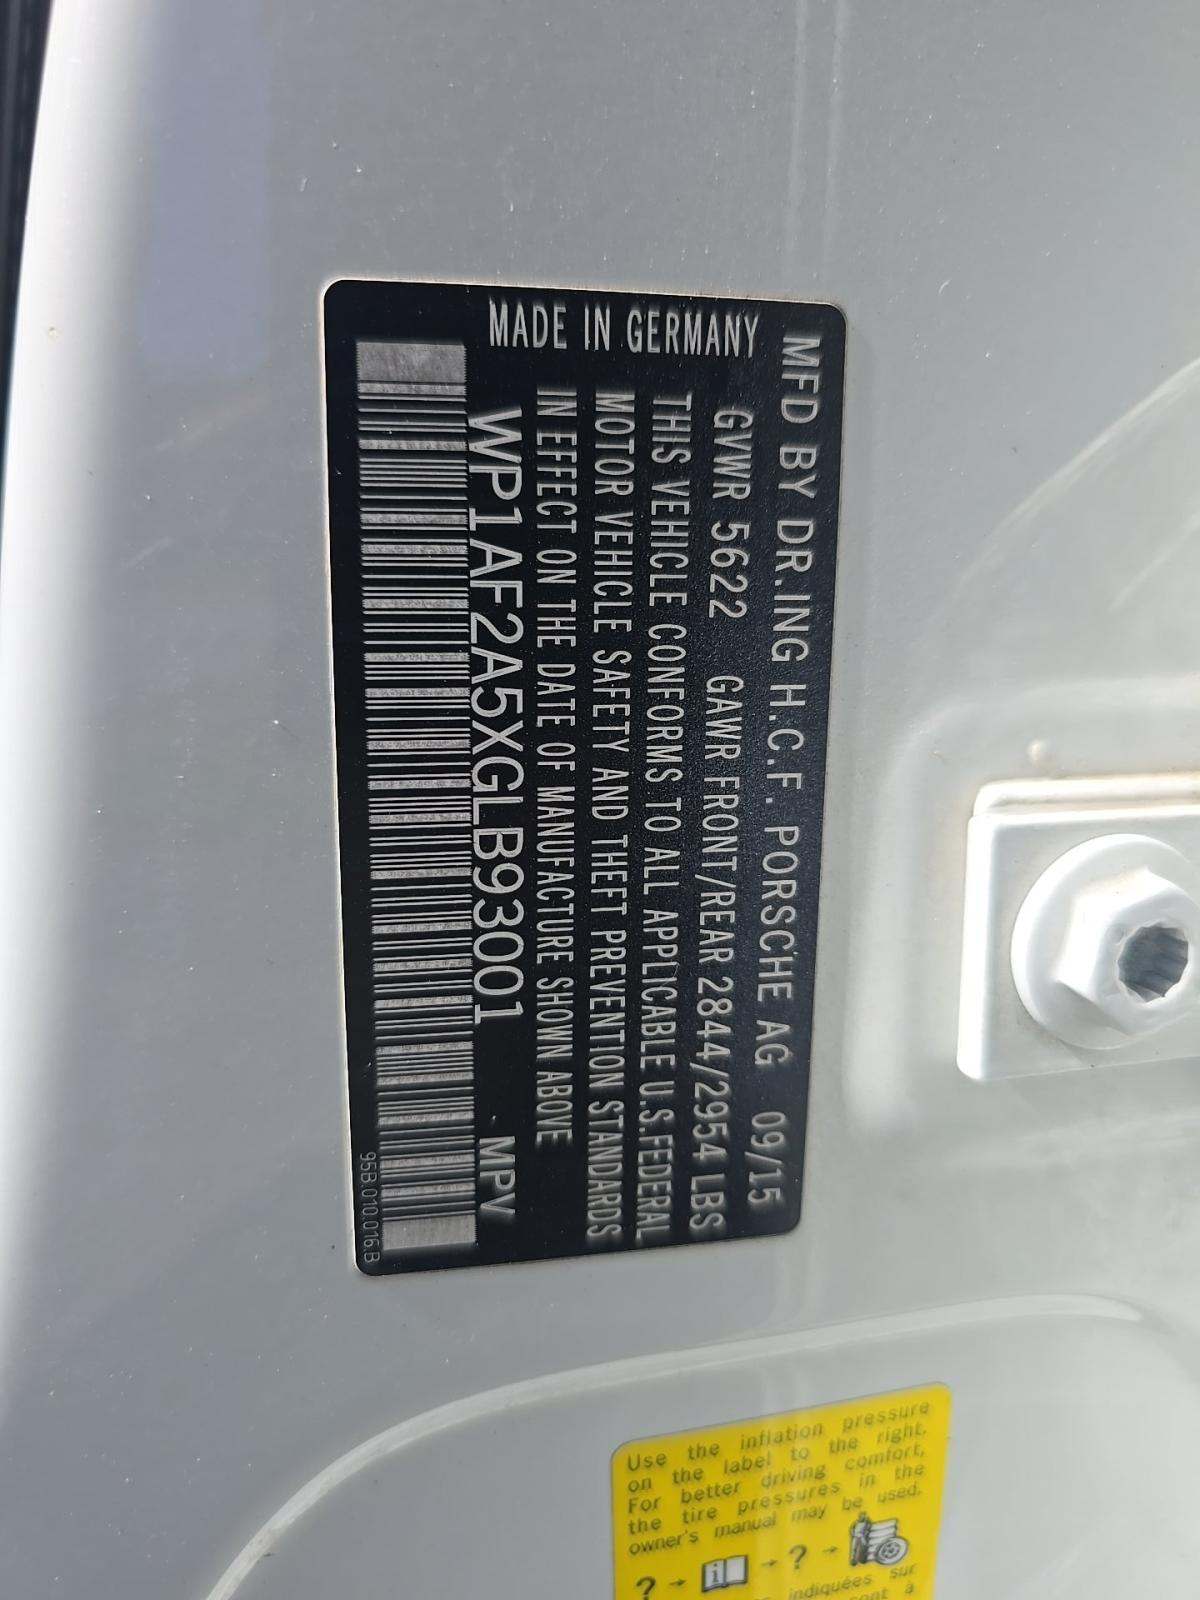 MFD BY DR.ING H.C.F. PORSCHE AG 09/15
GVWR 5622 GAWR FRONT/REAR 2844/2954 LBS
THIS VEHICLE CONFORMS TO ALL APPLICABLE U.S.FEDERAL
MOTOR VEHICLE SAFETY AND THEFT PREVENTION STANDARDS
IN EFFECT ON THE DATE OF MANUFACTURE SHOWN ABOVE
WP1AF2A5XGLB93001 MPV
MADE IN GERMANY
95B.010.016.B
Use the inflation pressure
on the label to the right.
For better driving comfort,
the tire pressures in the
owner's manual may be used.
? i ?
indiquées sur
sont à